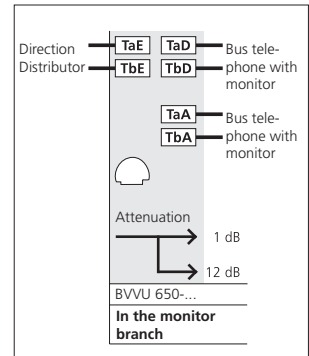 Direction TaE TaD Bus tele-
Distributor TbE TbD phone with
monitor
TaA Bus tele-
TbA phone with
monitor
Attenuation
1 dB
12 dB
BVVU 650-...
In the monitor
branch